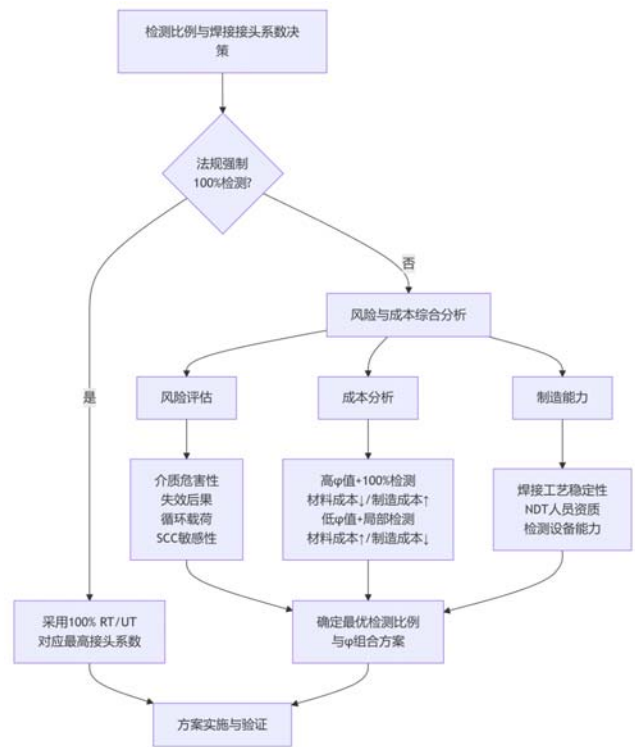 检测比例与焊接接头系数决
策
法规强制
100%检测?
否
风险与成本综合分析
是
风险评估
成本分析
制造能力
介质危害性
失效后果
循环载荷
SCC敏感性
高φ值+100%检测
材料成本↓/制造成本↑
低φ值+局部检测
材料成本↑/制造成本↓
焊接工艺稳定性
NDT人员资质
检测设备能力
采用100% RT/UT
对应最高接头系数
确定最优检测比例
与φ组合方案
方案实施与验证